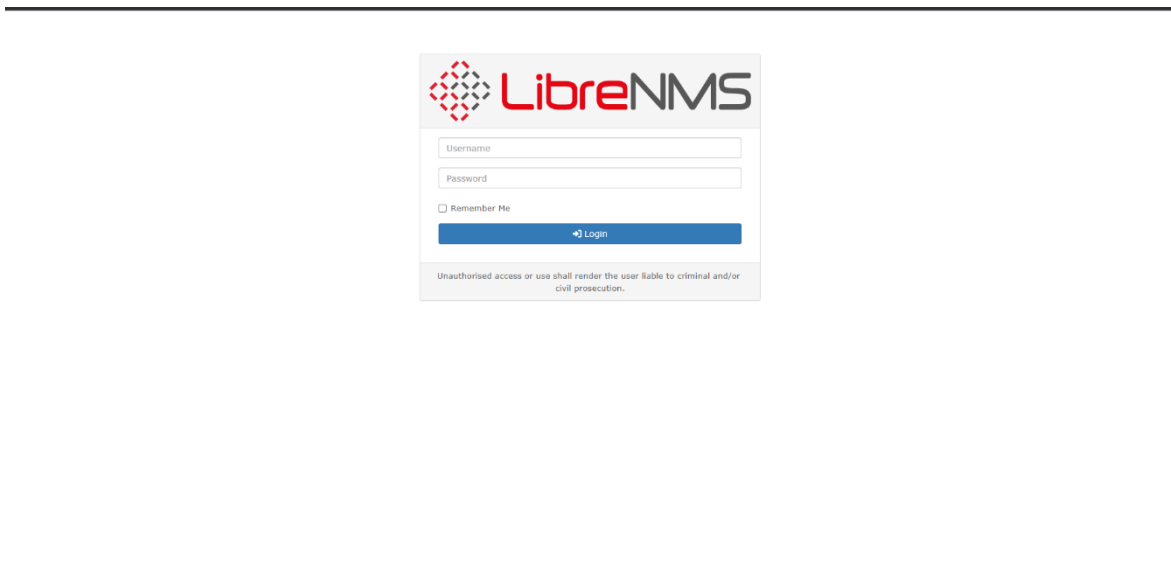 LibreNMS
Username
Password
Remember Me
Login
Unauthorised access or use shall render the user liable to criminal and/or
civil prosecution.